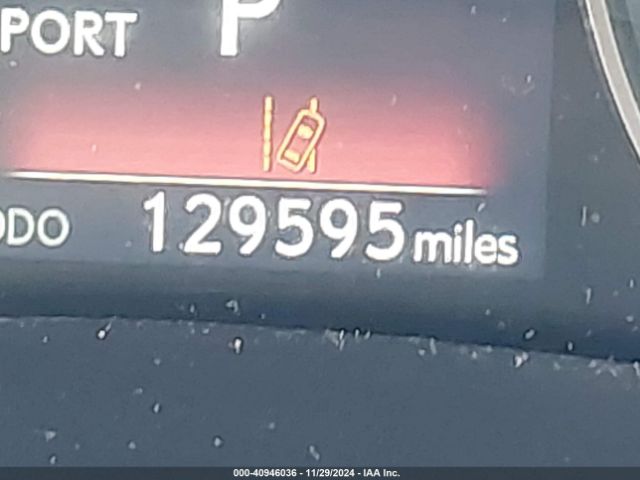 PORT P
ODO 129595 miles
000-40946036 - 11/29/2024 - IAA Inc.